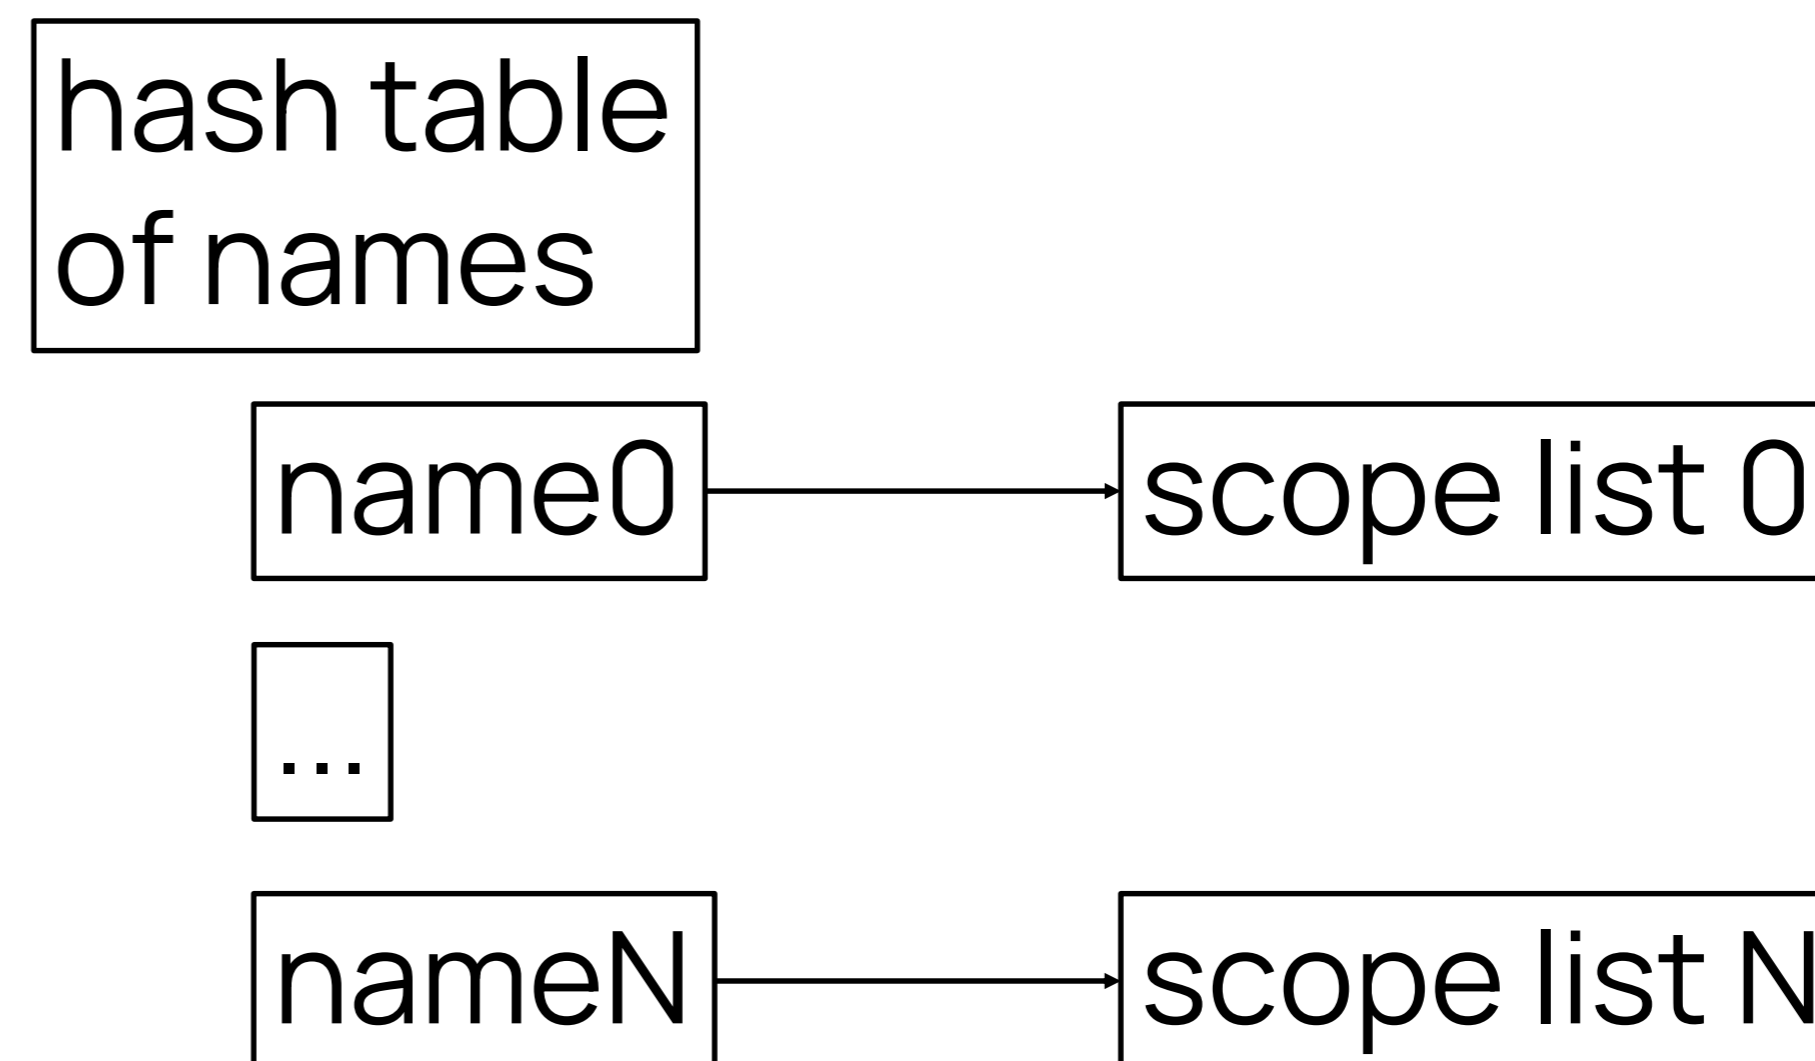 hash table
of names
name0
scope list 0
...
nameN
scope list N